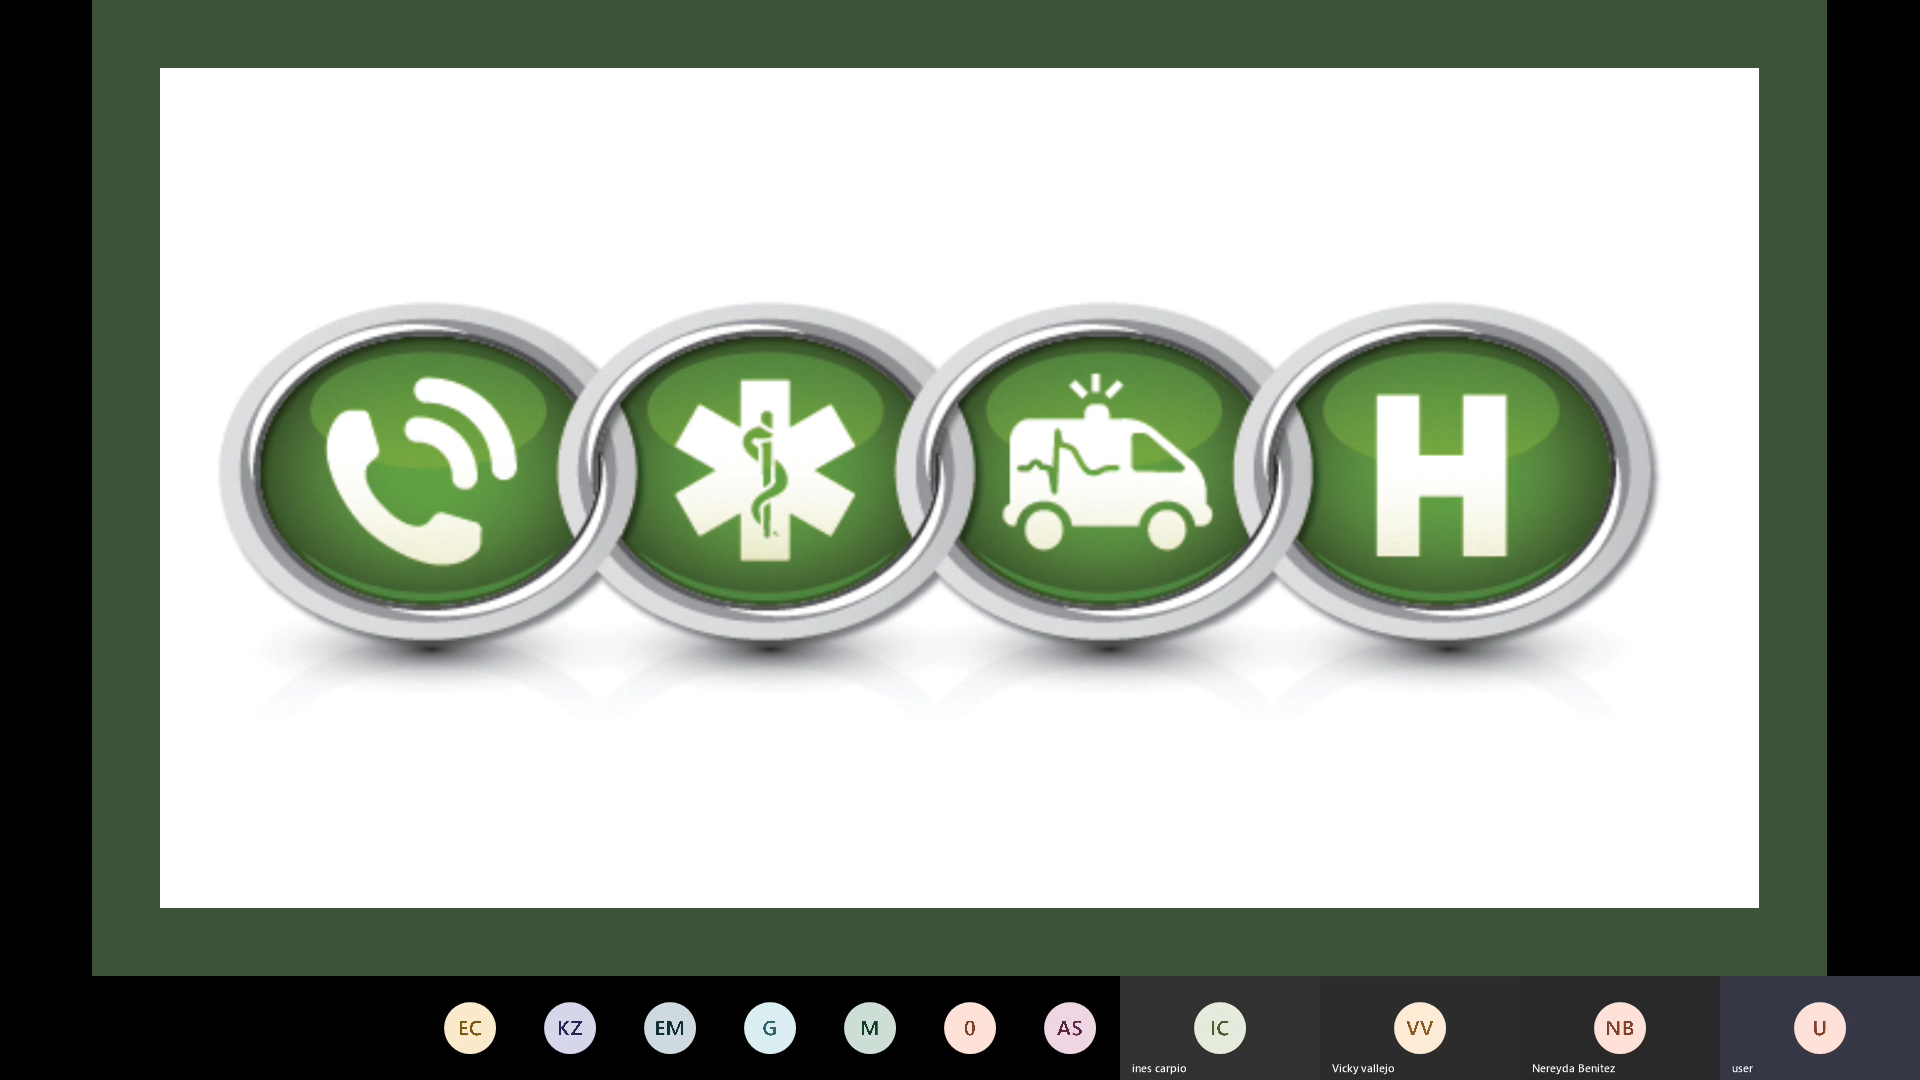 H
EC
KZ
EM
G
M
0
AS
IC
VV
NB
U
ines carpio
Vicky vallejo
Nereyda Benitez
user